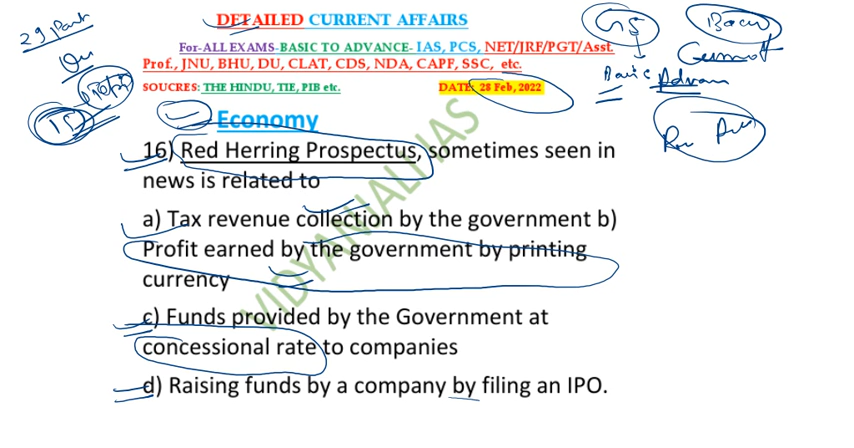 DETAILED CURRENT AFFAIRS
For-ALL EXAMS-BASIC TO ADVANCE- IAS, PCS, NET/JRF/PGT/Asst.
Prof., JNU, BHU, DU, CLAT, CDS, NDA, CAPF, SSC, etc.
SOUCRES: THE HINDU, TIE, PIB etc. DATE: 28 Feb, 2022
Economy
16) Red Herring Prospectus, sometimes seen in
news is related to
a) Tax revenue collection by the government b)
Profit earned by the government by printing
currency
c) Funds provided by the Government at
concessional rate to companies
d) Raising funds by a company by filing an IPO.
VIDYANJALI IAS
GS